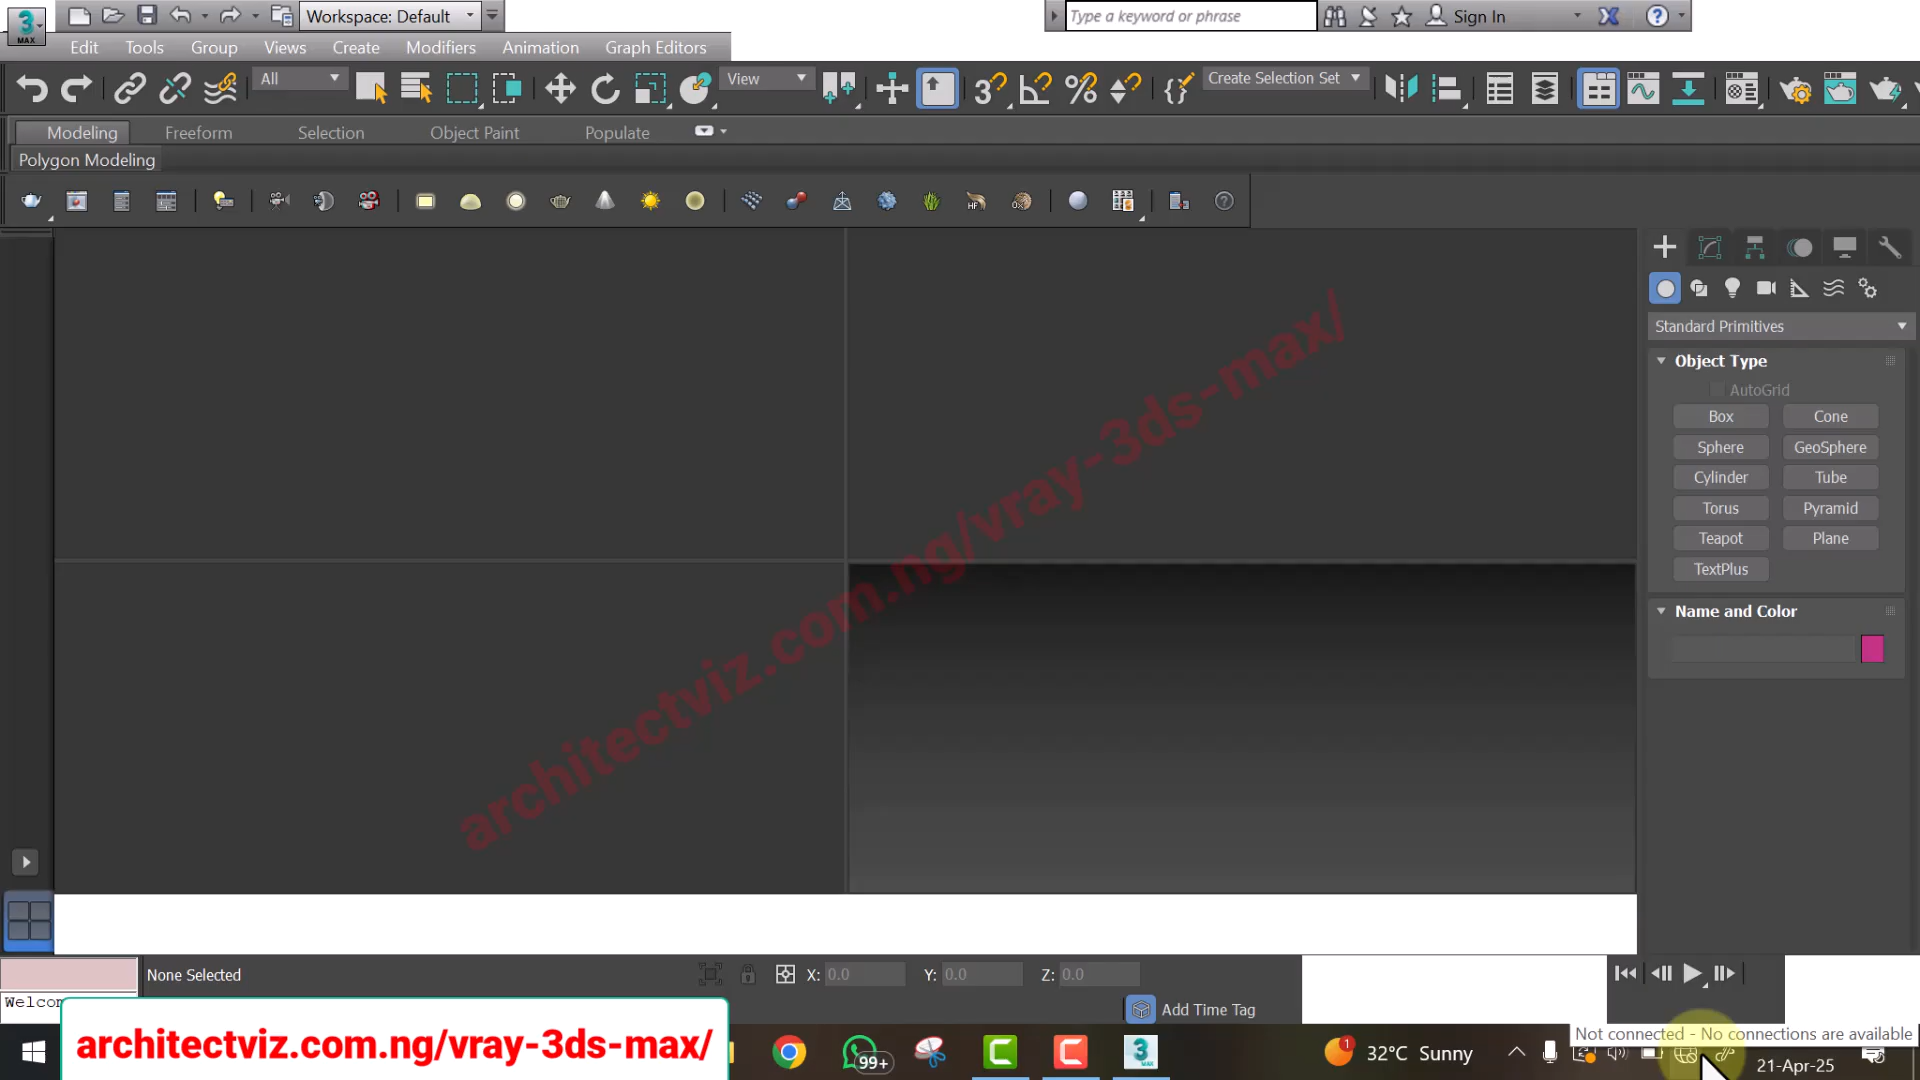 3
MAX
Workspace: Default
Type a keyword or phrase
Sign In
Edit Tools Group Views Create Modifiers Animation Graph Editors
All
View
Create Selection Set
Modeling Freeform Selection Object Paint Populate
Polygon Modeling
Standard Primitives
Object Type
AutoGrid
Box Cone
Sphere GeoSphere
Cylinder Tube
Torus Pyramid
Teapot Plane
TextPlus
Name and Color
architectviz.com.ng/vray-3ds-max/
None Selected
X: 0.0 Y: 0.0 Z: 0.0
Welcom
Add Time Tag
Not connected - No connections are available
architectviz.com.ng/vray-3ds-max/
99+
32°C Sunny
21-Apr-25